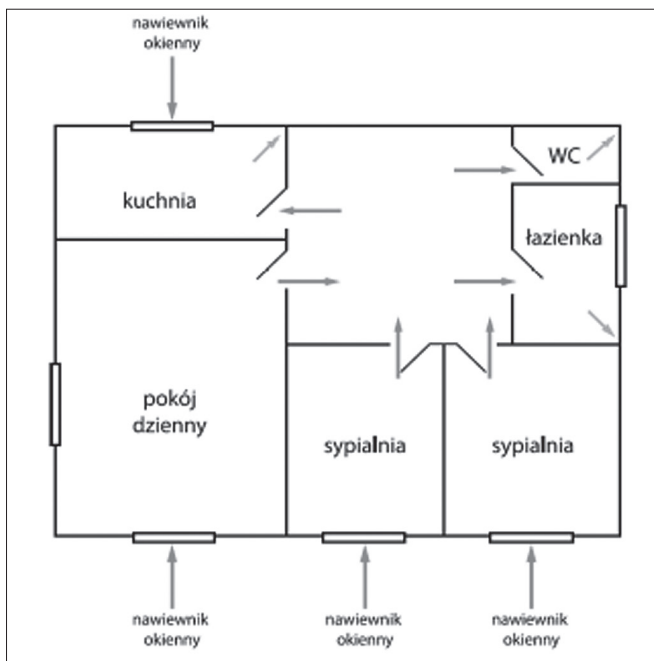 nawiewnik
okienny
WC
kuchnia
łazienka
pokój
dzienny
sypialnia
sypialnia
nawiewnik
okienny
nawiewnik
okienny
nawiewnik
okienny